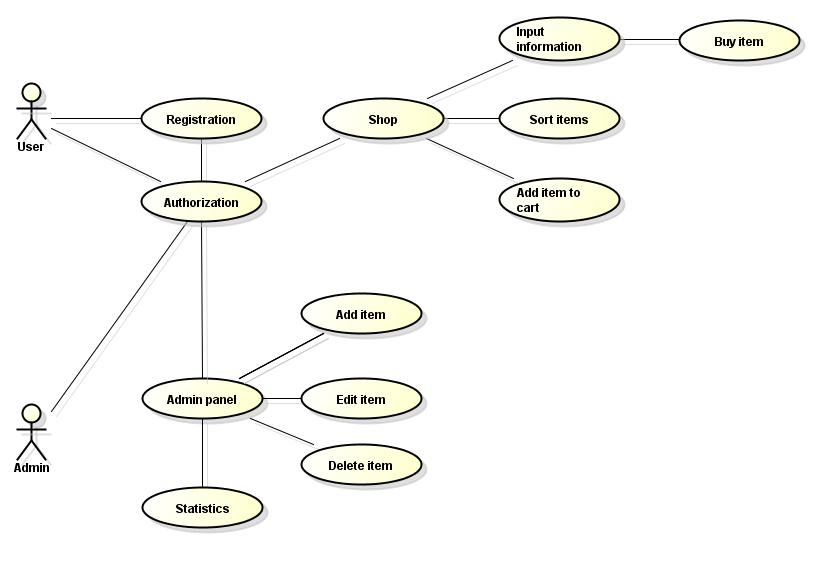 Input
information
Buy item
Registration
Shop
Sort items
User
Authorization
Add item to
cart
Add item
Admin panel
Edit item
Delete item
Admin
Statistics